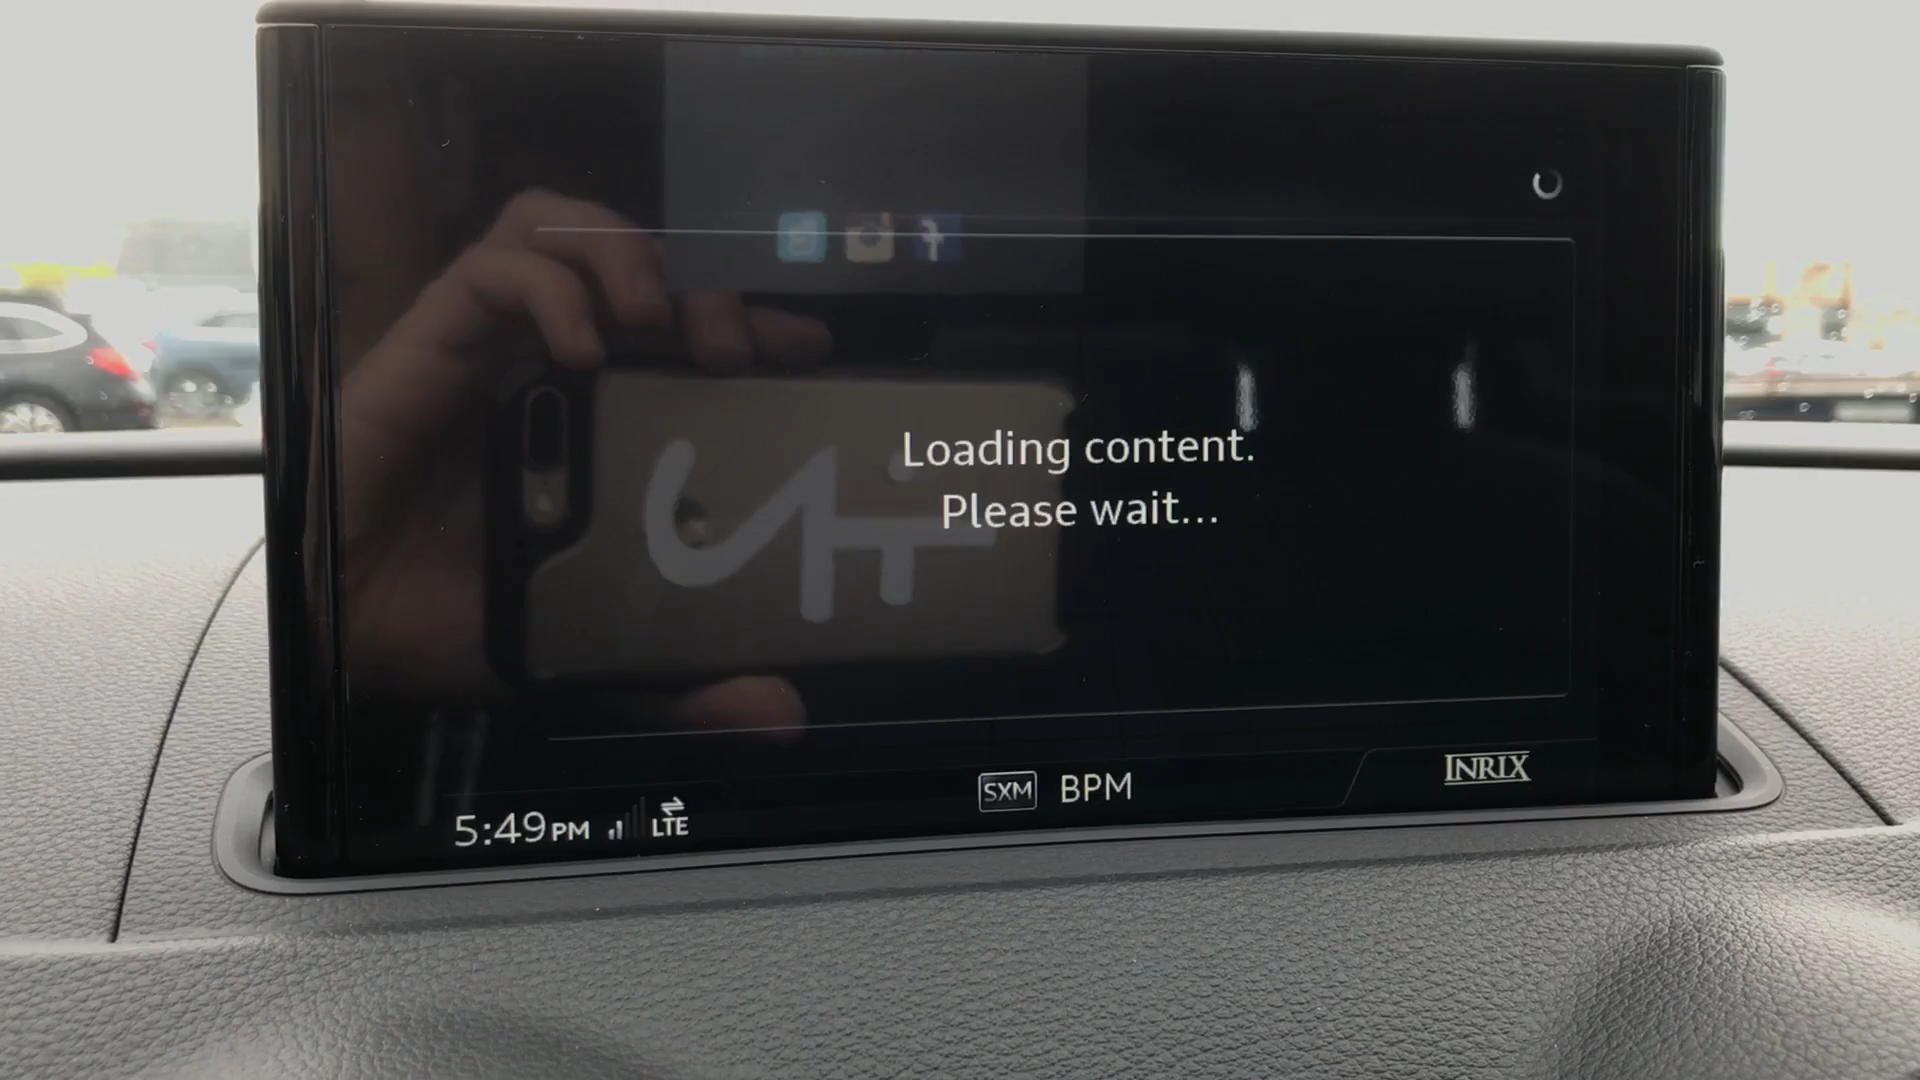 Loading content.
Please wait...
5:49 PM LTE
SXM BPM
INRIX